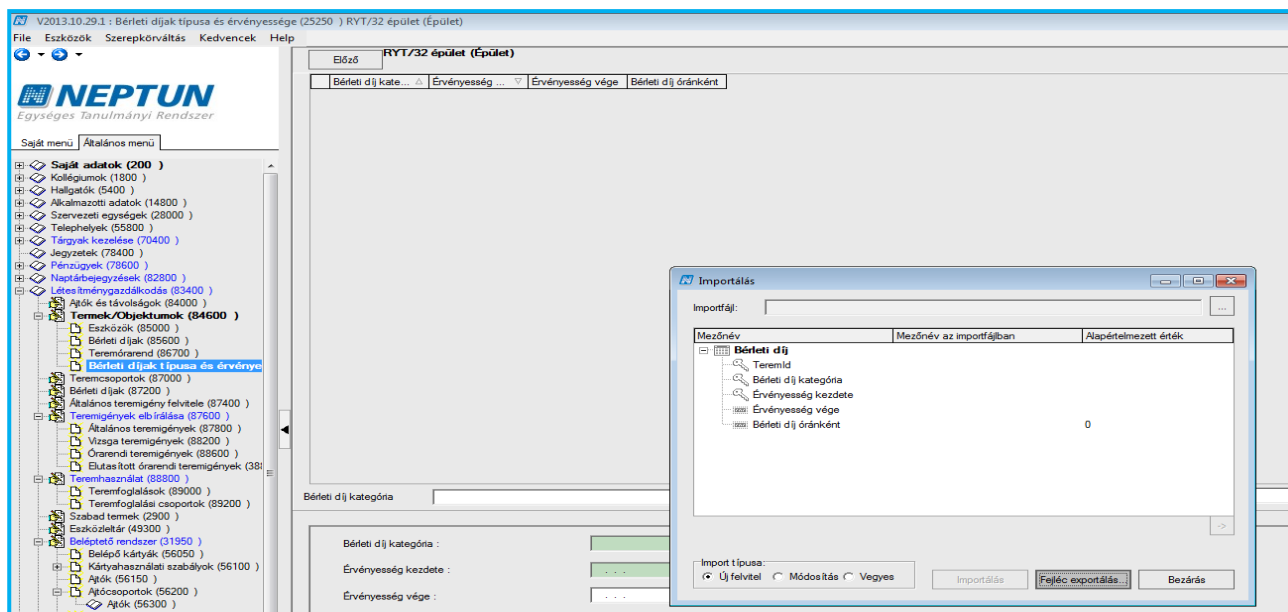 V2013.10.29.1 : Bérleti díjak típusa és érvényessége (25250 ) RYT/32 épület (Épület)
File Eszközök Szerepkörváltás Kedvencek Help
NEPTUN
Egységes Tanulmányi Rendszer
Saját menü Általános menü
Saját adatok (200 )
Kollégiumok (1800 )
Hallgatók (5400 )
Alkalmazotti adatok (14800 )
Szervezeti egységek (28000 )
Telephelyek (55800 )
Tárgyak kezelése (70400 )
Jegyzetek (78400 )
Pénzügyek (78600 )
Naptárbejegyzések (82800 )
Létesítménygazdálkodás (83400 )
Ajtók és távolságok (84000 )
Termek/Objektumok (84600 )
Eszközök (85000 )
Bérleti díjak (85600 )
Teremórarend (86700 )
Bérleti díjak típusa és érvénye
Teremcsoportok (87000 )
Bérleti díjak (87200 )
Általános teremigény felvitele (87400 )
Teremigények elbírálása (87600 )
Általános teremigények (87800 )
Vizsga teremigények (88200 )
Órarendi teremigények (88600 )
Elutasított órarendi teremigények (388
Teremhasználat (88800 )
Teremfoglalások (89000 )
Teremfoglalási csoportok (89200 )
Szabad termek (2900 )
Eszközleltár (49300 )
Beléptető rendszer (31950 )
Belépő kártyák (56050 )
Kártyahasználati szabályok (56100 )
Ajtók (56150 )
Ajtócsoportok (56200 )
Ajtók (56300 )
Előző RYT/32 épület (Épület)
Bérleti díj kate... Érvényesség ... Érvényesség vége Bérleti díj óránként
Bérleti díj kategória
Bérleti díj kategória :
Érvényesség kezdete : . . .
Érvényesség vége : . . .
Importálás
Importfájl: ...
Mezőnév Mezőnév az importfájlban Alapértelmezett érték
Bérleti díj
TeremId
Bérleti díj kategória
Érvényesség kezdete
Érvényesség vége
Bérleti díj óránként 0
->
Import típusa:
Új felvitel Módosítás Vegyes Importálás Fejléc exportálás... Bezárás